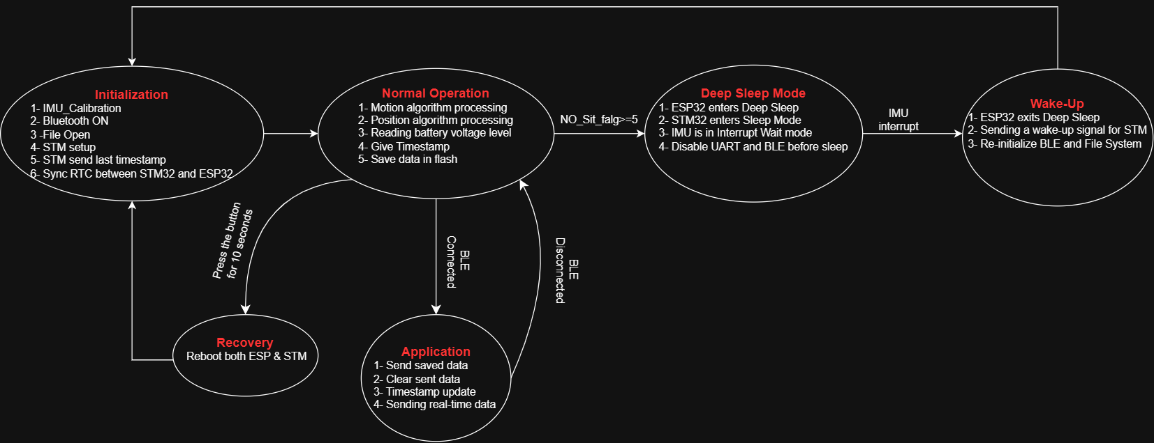 Initialization
1- IMU_Calibration
2- Bluetooth ON
3 -File Open
4- STM setup
5- STM send last timestamp
6- Sync RTC between STM32 and ESP32
Normal Operation
1- Motion algorithm processing
2- Position algorithm processing
3- Reading battery voltage level
4- Give Timestamp
5- Save data in flash
NO_Sit_falg>=5
Deep Sleep Mode
1- ESP32 enters Deep Sleep
2- STM32 enters Sleep Mode
3- IMU is in Interrupt Wait mode
4- Disable UART and BLE before sleep
IMU
interrupt
Wake-Up
1- ESP32 exits Deep Sleep
2- Sending a wake-up signal for STM
3- Re-initialize BLE and File System
Press the button
for 10 seconds
BLE
Connected
BLE
Disconnected
Recovery
Reboot both ESP & STM
Application
1- Send saved data
2- Clear sent data
3- Timestamp update
4- Sending real-time data